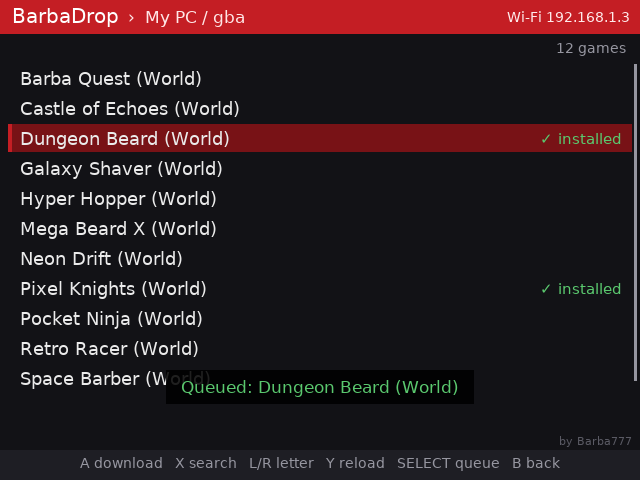 BarbaDrop › My PC / gba Wi-Fi 192.168.1.3
12 games
Barba Quest (World)
Castle of Echoes (World)
Dungeon Beard (World) ✓ installed
Galaxy Shaver (World)
Hyper Hopper (World)
Mega Beard X (World)
Neon Drift (World)
Pixel Knights (World) ✓ installed
Pocket Ninja (World)
Retro Racer (World)
Space Barber (World)
Queued: Dungeon Beard (World)
by Barba777
A download X search L/R letter Y reload SELECT queue B back